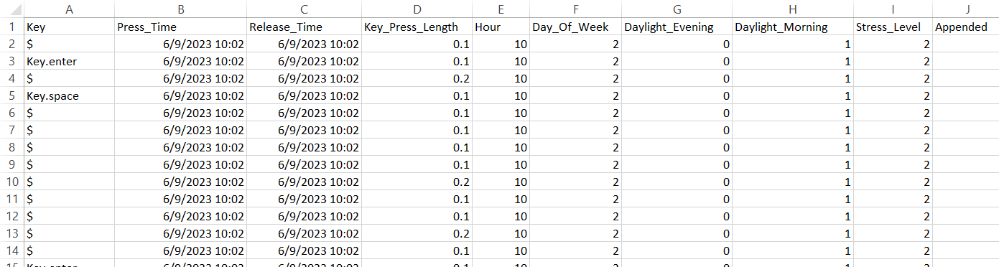 A B C D E F G H I J
1 Key Press_Time Release_Time Key_Press_Length Hour Day_Of_Week Daylight_Evening Daylight_Morning Stress_Level Appended
2 $ 6/9/2023 10:02 6/9/2023 10:02 0.1 10 2 0 1 2
3 Key.enter 6/9/2023 10:02 6/9/2023 10:02 0.1 10 2 0 1 2
4 $ 6/9/2023 10:02 6/9/2023 10:02 0.2 10 2 0 1 2
5 Key.space 6/9/2023 10:02 6/9/2023 10:02 0.1 10 2 0 1 2
6 $ 6/9/2023 10:02 6/9/2023 10:02 0.1 10 2 0 1 2
7 $ 6/9/2023 10:02 6/9/2023 10:02 0.1 10 2 0 1 2
8 $ 6/9/2023 10:02 6/9/2023 10:02 0.1 10 2 0 1 2
9 $ 6/9/2023 10:02 6/9/2023 10:02 0.1 10 2 0 1 2
10 $ 6/9/2023 10:02 6/9/2023 10:02 0.2 10 2 0 1 2
11 $ 6/9/2023 10:02 6/9/2023 10:02 0.1 10 2 0 1 2
12 $ 6/9/2023 10:02 6/9/2023 10:02 0.1 10 2 0 1 2
13 $ 6/9/2023 10:02 6/9/2023 10:02 0.2 10 2 0 1 2
14 $ 6/9/2023 10:02 6/9/2023 10:02 0.1 10 2 0 1 2